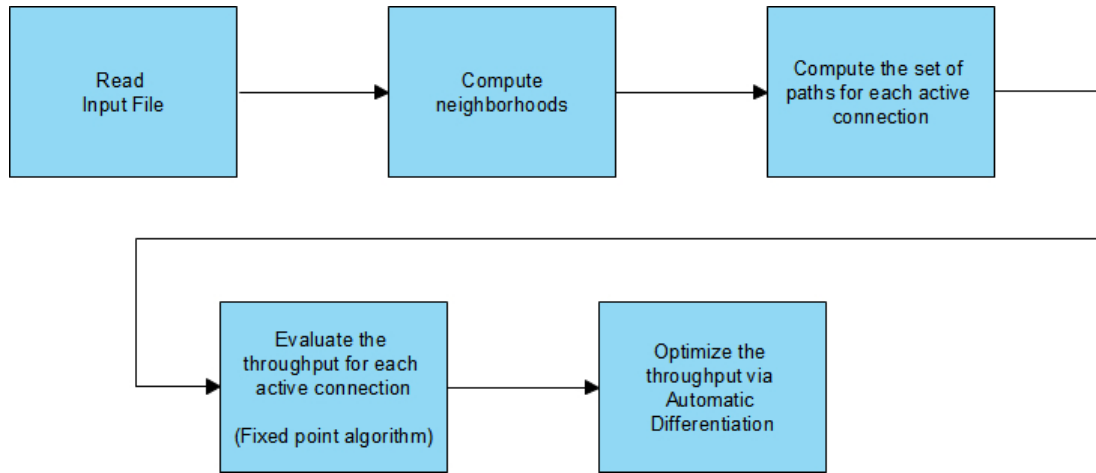 Read
Input File
Compute
neighborhoods
Compute the set of
paths for each active
connection
Evaluate the
throughput for each
active connection
(Fixed point algorithm)
Optimize the
throughput via
Automatic
Differentiation